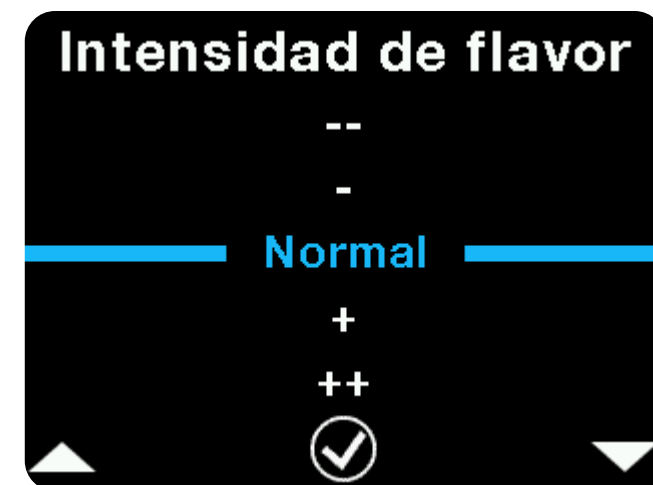 Intensidad de flavor
--
-
Normal
+
++